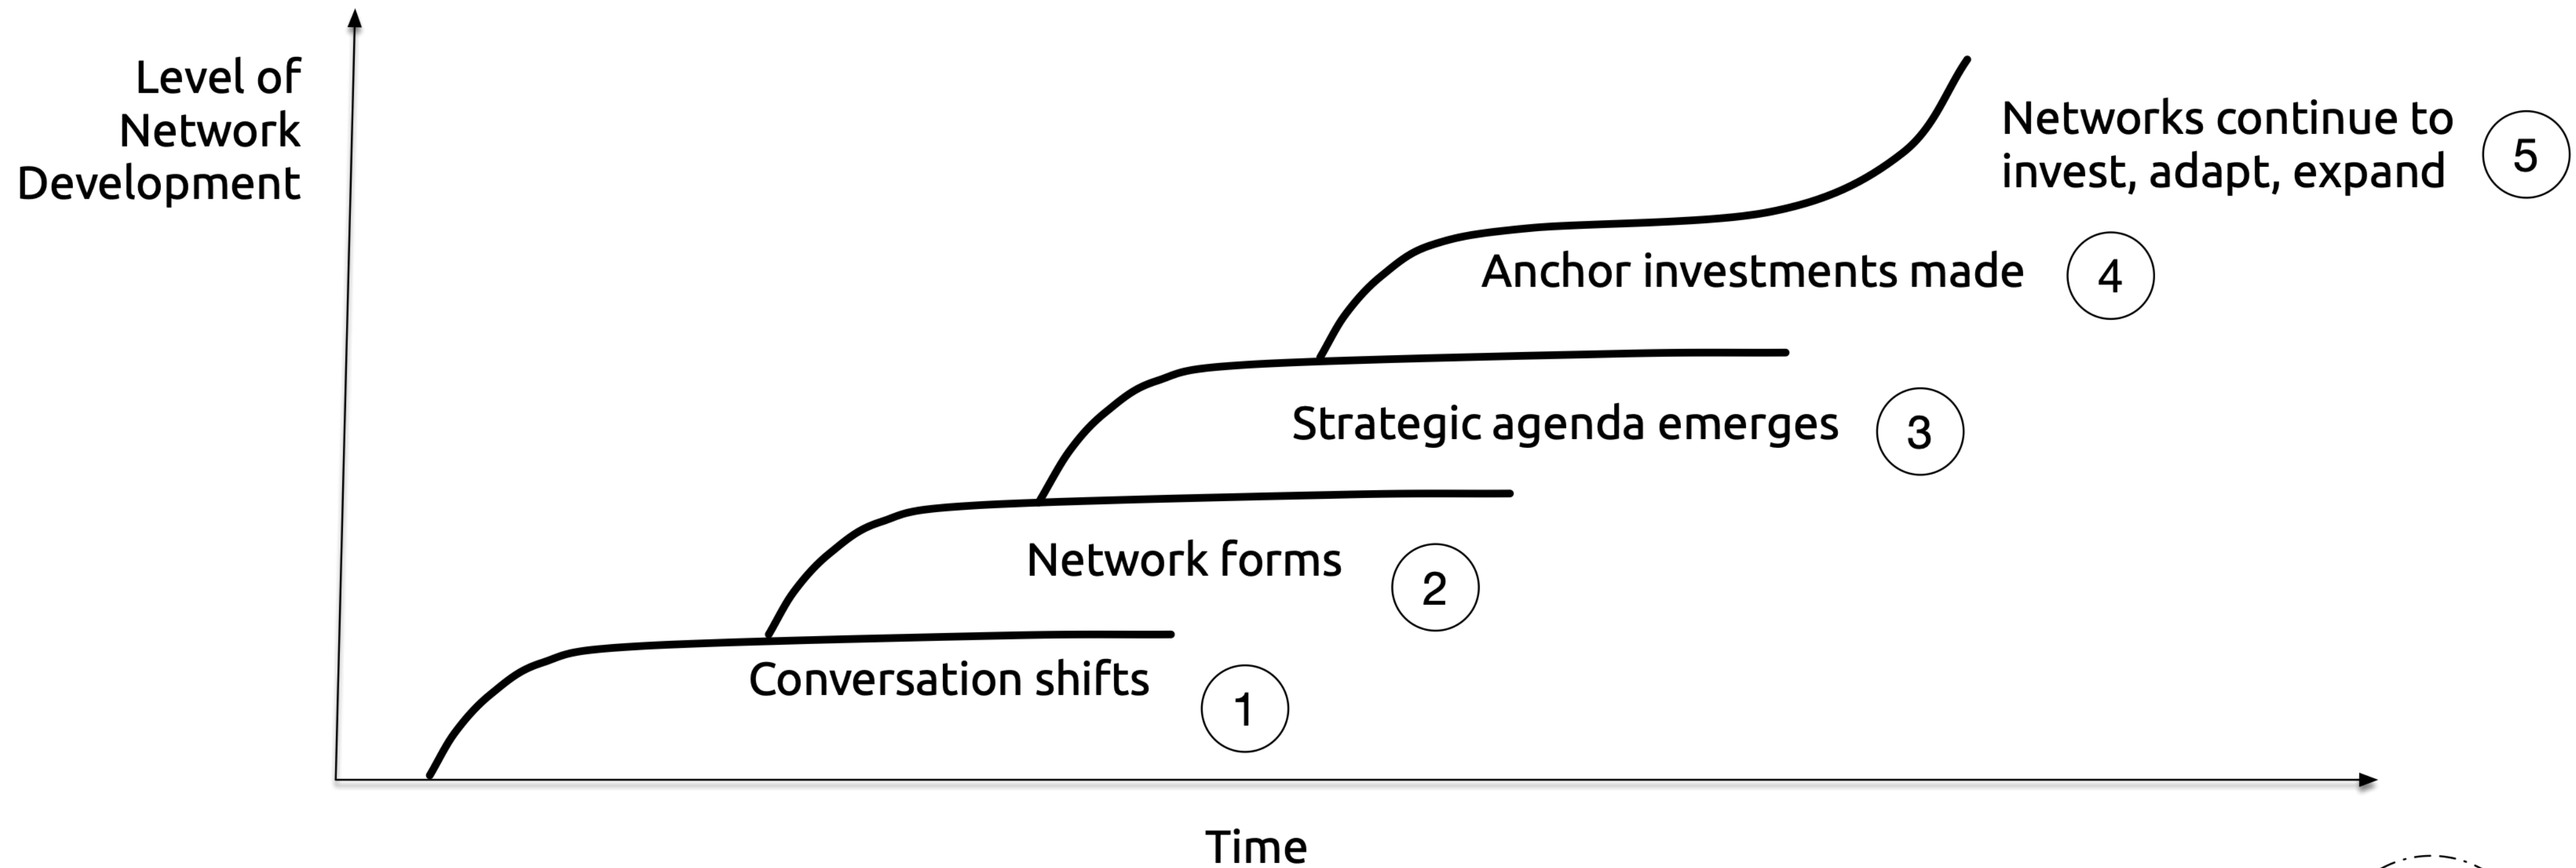 Level of
Network
Development
Networks continue to
invest, adapt, expand
5
Anchor investments made
4
Strategic agenda emerges
3
Network forms
2
Conversation shifts
1
Time